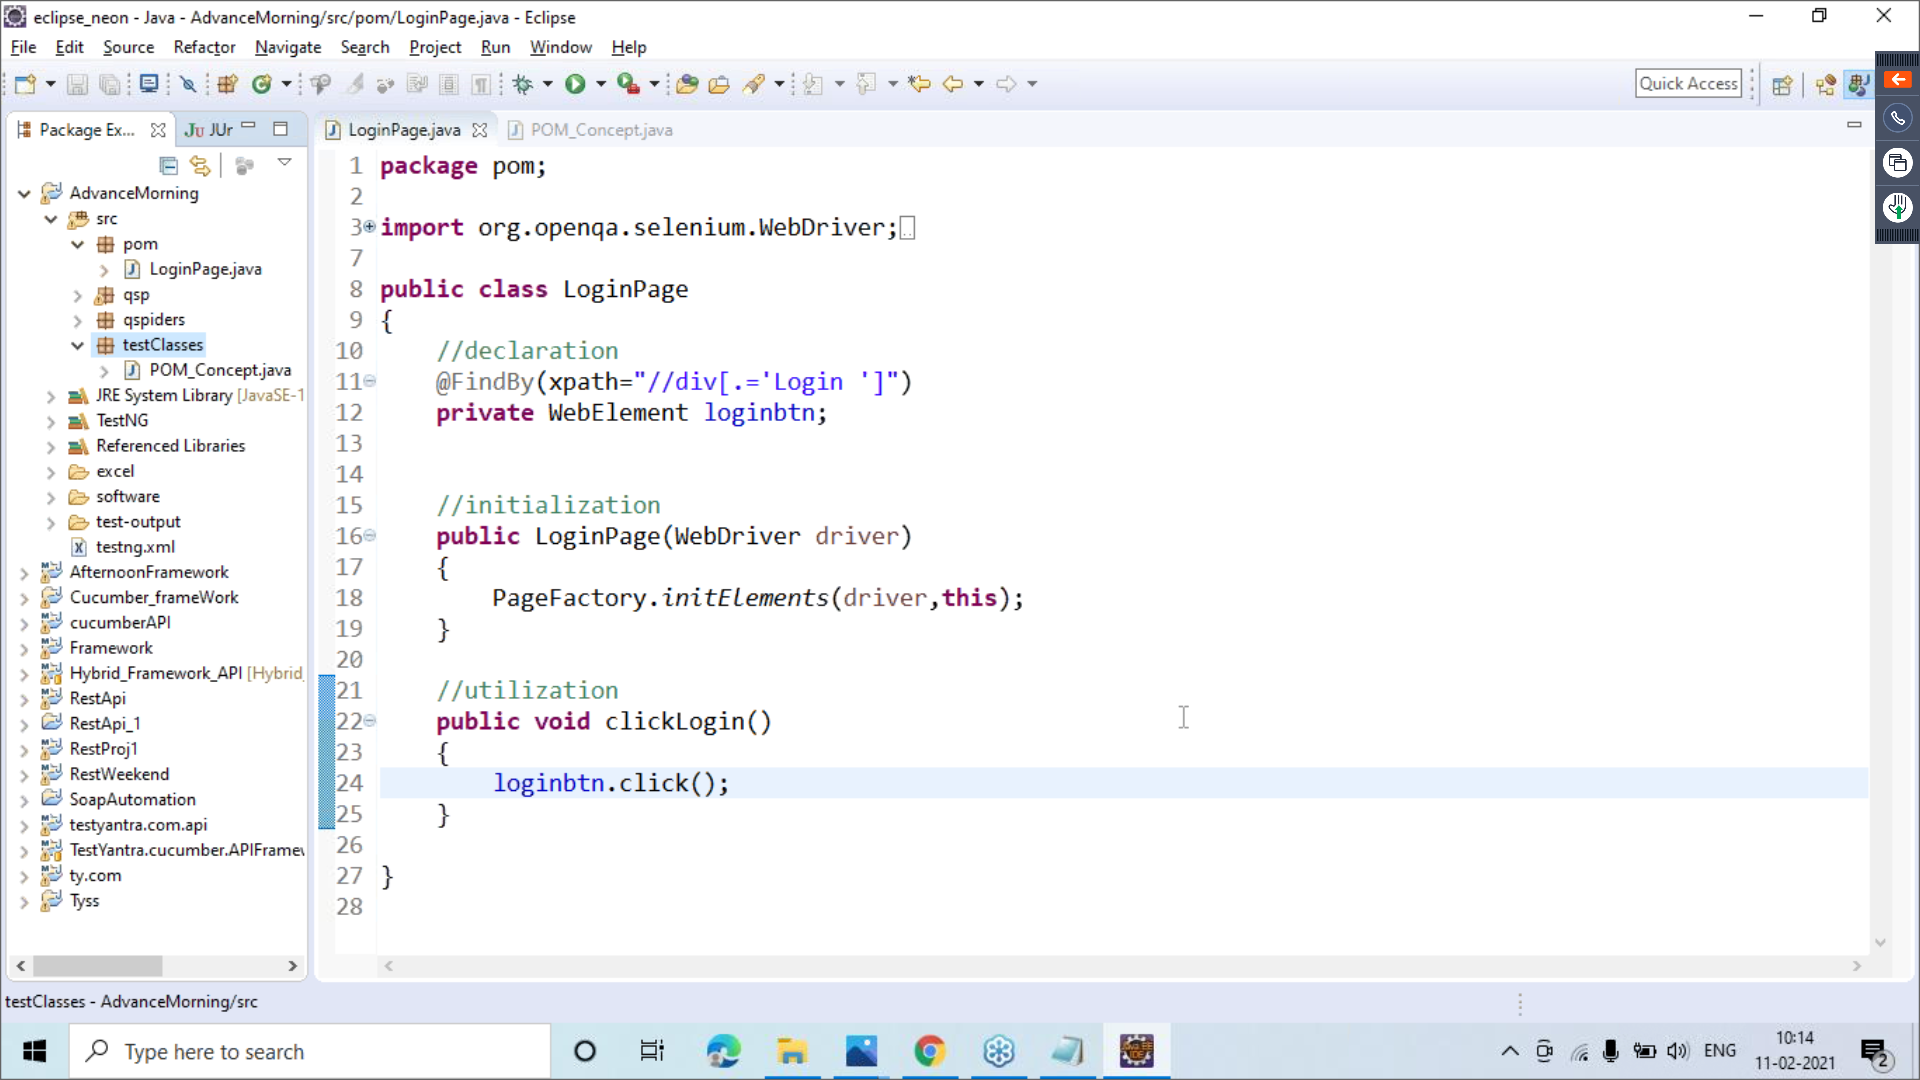 eclipse_neon - Java - AdvanceMorning/src/pom/LoginPage.java - Eclipse
File Edit Source Refactor Navigate Search Project Run Window Help
Quick Access
Package Ex... Ju JUr
LoginPage.java POM_Concept.java
AdvanceMorning
src
pom
LoginPage.java
qsp
qspiders
testClasses
POM_Concept.java
JRE System Library [JavaSE-1
TestNG
Referenced Libraries
excel
software
test-output
testng.xml
AfternoonFramework
Cucumber_frameWork
cucumberAPI
Framework
Hybrid_Framework_API [Hybrid_
RestApi
RestApi_1
RestProj1
RestWeekend
SoapAutomation
testyantra.com.api
TestYantra.cucumber.APIFramew
ty.com
Tyss
1 package pom;
2
3 import org.openqa.selenium.WebDriver;
7
8 public class LoginPage
9 {
10 //declaration
11 @FindBy(xpath="//div[.='Login ']")
12 private WebElement loginbtn;
13
14
15 //initialization
16 public LoginPage(WebDriver driver)
17 {
18 PageFactory.initElements(driver,this);
19 }
20
21 //utilization
22 public void clickLogin()
23 {
24 loginbtn.click();
25 }
26
27 }
28
testClasses - AdvanceMorning/src
Type here to search
ENG
10:14
11-02-2021
2